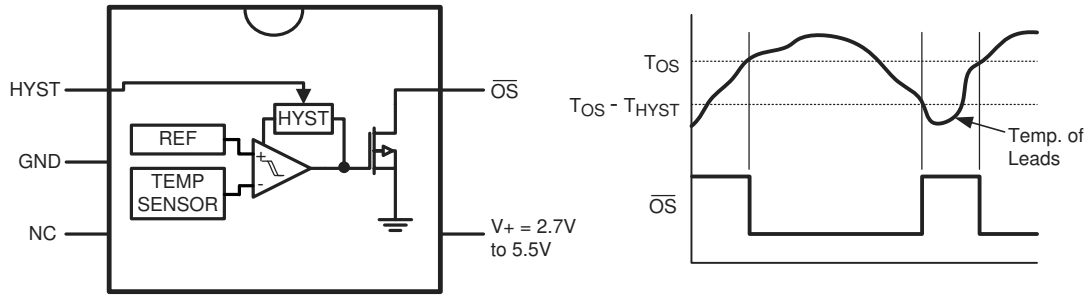 HYST
GND
NC
REF
TEMP
SENSOR
HYST
+
-
OS
V+ = 2.7V
to 5.5V
TOS
TOS - THYST
Temp. of
Leads
OS